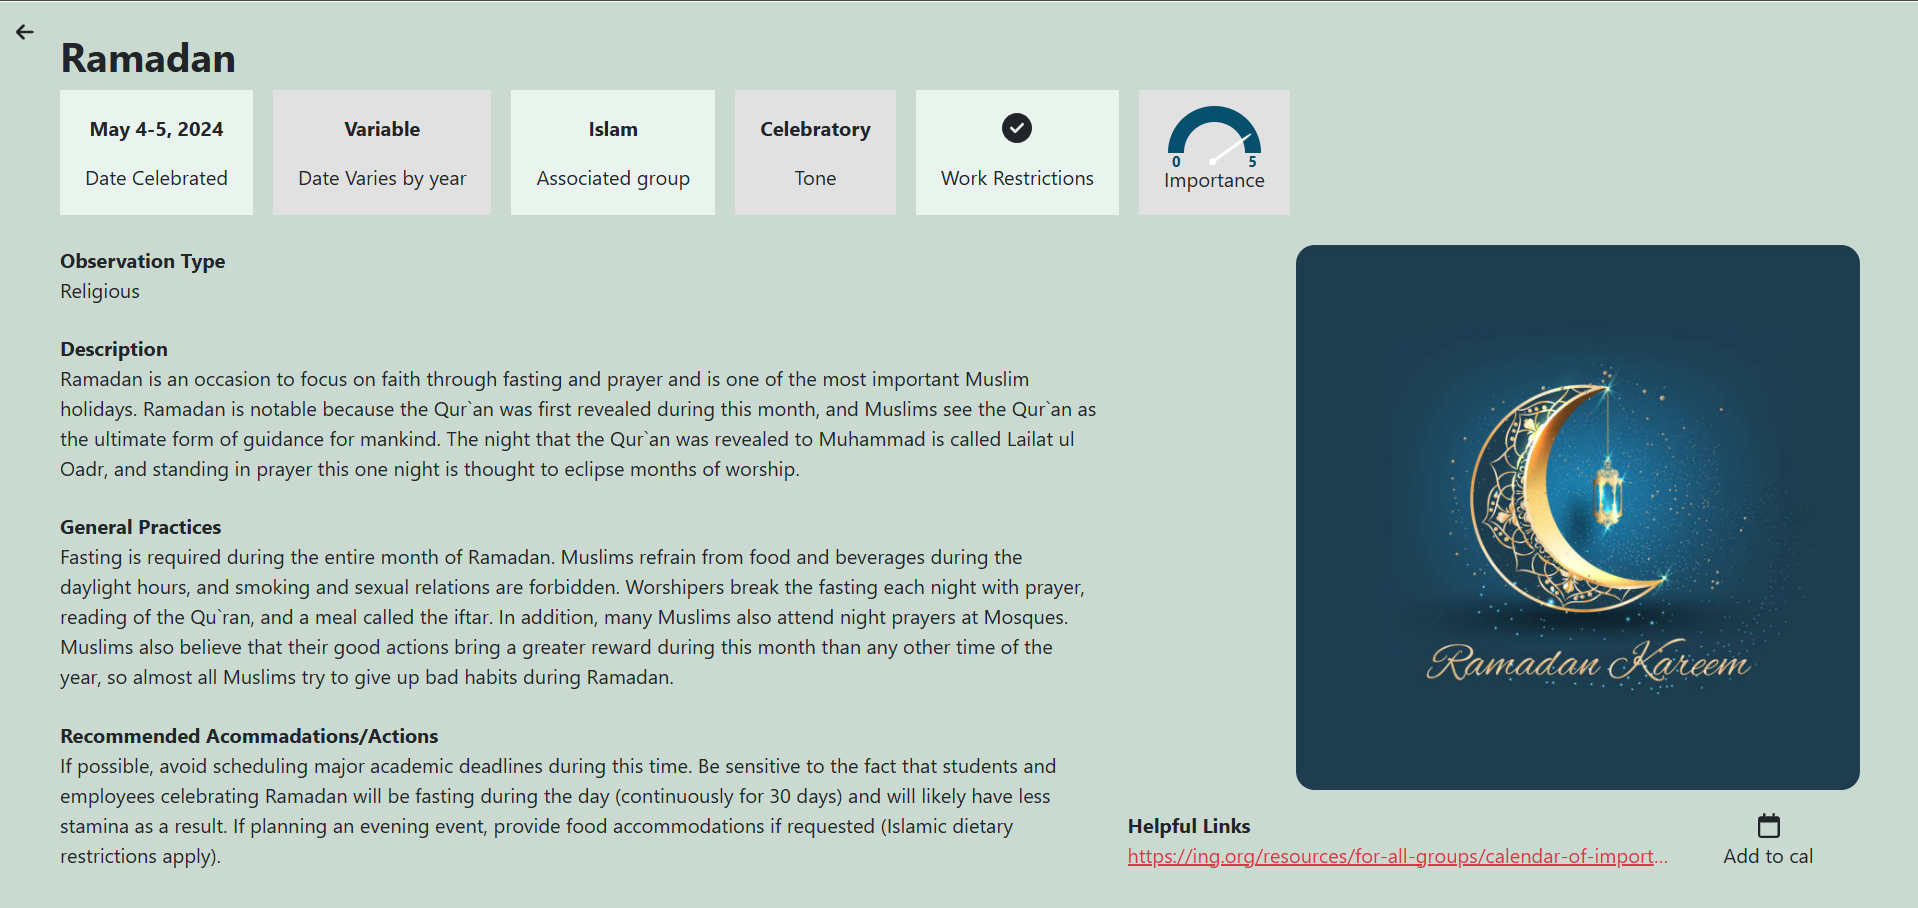 Ramadan
May 4-5, 2024
Date Celebrated
Variable
Date Varies by year
Islam
Associated group
Celebratory
Tone
Work Restrictions
0 5
Importance
Observation Type
Religious
Description
Ramadan is an occasion to focus on faith through fasting and prayer and is one of the most important Muslim
holidays. Ramadan is notable because the Qur`an was first revealed during this month, and Muslims see the Qur`an as
the ultimate form of guidance for mankind. The night that the Qur`an was revealed to Muhammad is called Lailat ul
Oadr, and standing in prayer this one night is thought to eclipse months of worship.
General Practices
Fasting is required during the entire month of Ramadan. Muslims refrain from food and beverages during the
daylight hours, and smoking and sexual relations are forbidden. Worshipers break the fasting each night with prayer,
reading of the Qu`ran, and a meal called the iftar. In addition, many Muslims also attend night prayers at Mosques.
Muslims also believe that their good actions bring a greater reward during this month than any other time of the
year, so almost all Muslims try to give up bad habits during Ramadan.
Recommended Acommadations/Actions
If possible, avoid scheduling major academic deadlines during this time. Be sensitive to the fact that students and
employees celebrating Ramadan will be fasting during the day (continuously for 30 days) and will likely have less
stamina as a result. If planning an evening event, provide food accommodations if requested (Islamic dietary
restrictions apply).
Ramadan Kareem
Helpful Links
https://ing.org/resources/for-all-groups/calendar-of-import...
Add to cal